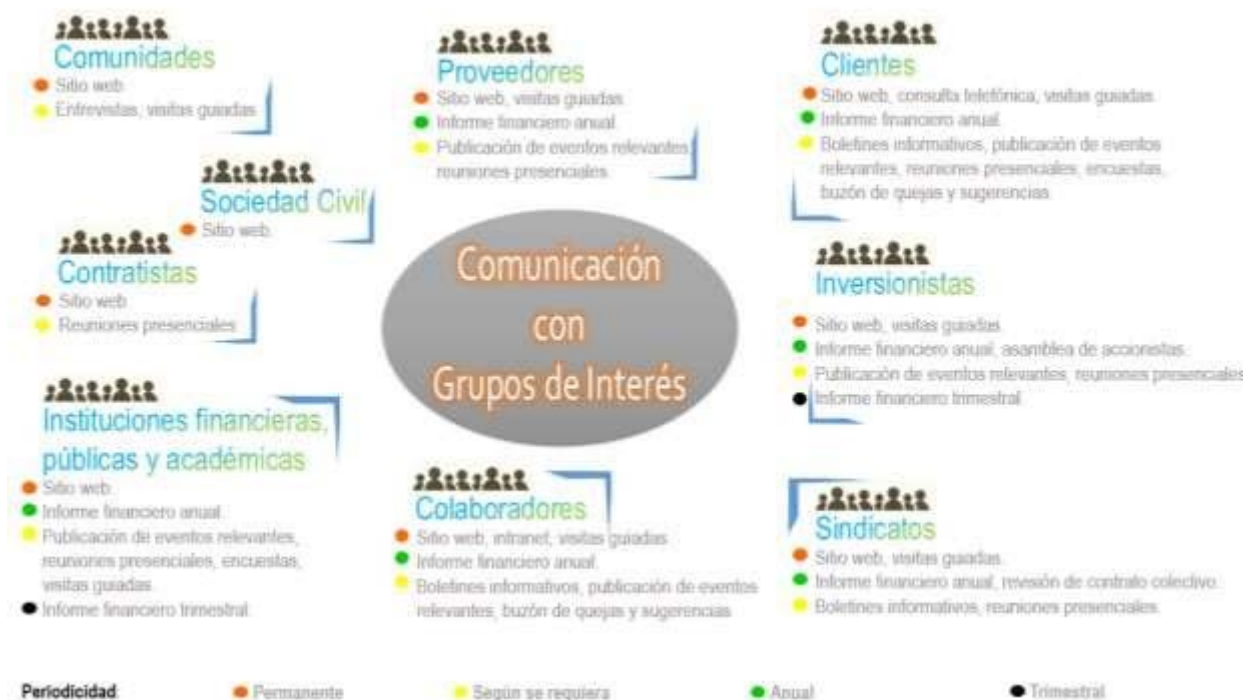 Comunidades
Sitio web.
Entrevistas, visitas guiadas
Proveedores
Sitio web, visitas guiadas.
Informe financiero anual.
Publicación de eventos relevantes,
reuniones presenciales.
Clientes
Sitio web, consulta telefónica, visitas guiadas.
Informe financiero anual.
Boletines informativos, publicación de eventos
relevantes, reuniones presenciales, encuestas,
buzón de quejas y sugerencias.
Sociedad Civil
Sitio web.
Contratistas
Sitio web.
Reuniones presenciales.
Comunicación
con
Grupos de Interés
Inversionistas
Sitio web, visitas guiadas.
Informe financiero anual, asamblea de accionistas.
Publicación de eventos relevantes, reuniones presenciales
Informe financiero trimestral.
Instituciones financieras,
públicas y académicas
Sitio web.
Informe financiero anual.
Publicación de eventos relevantes,
reuniones presenciales, encuestas,
visitas guiadas.
Informe financiero trimestral.
Colaboradores
Sitio web, intranet, visitas guiadas.
Informe financiero anual.
Boletines informativos, publicación de eventos
relevantes, buzón de quejas y sugerencias
Sindicatos
Sitio web, visitas guiadas.
Informe financiero anual, revisión de contrato colectivo.
Boletines informativos, reuniones presenciales.
Periodicidad: Permanente Según se requiera Anual Trimestral